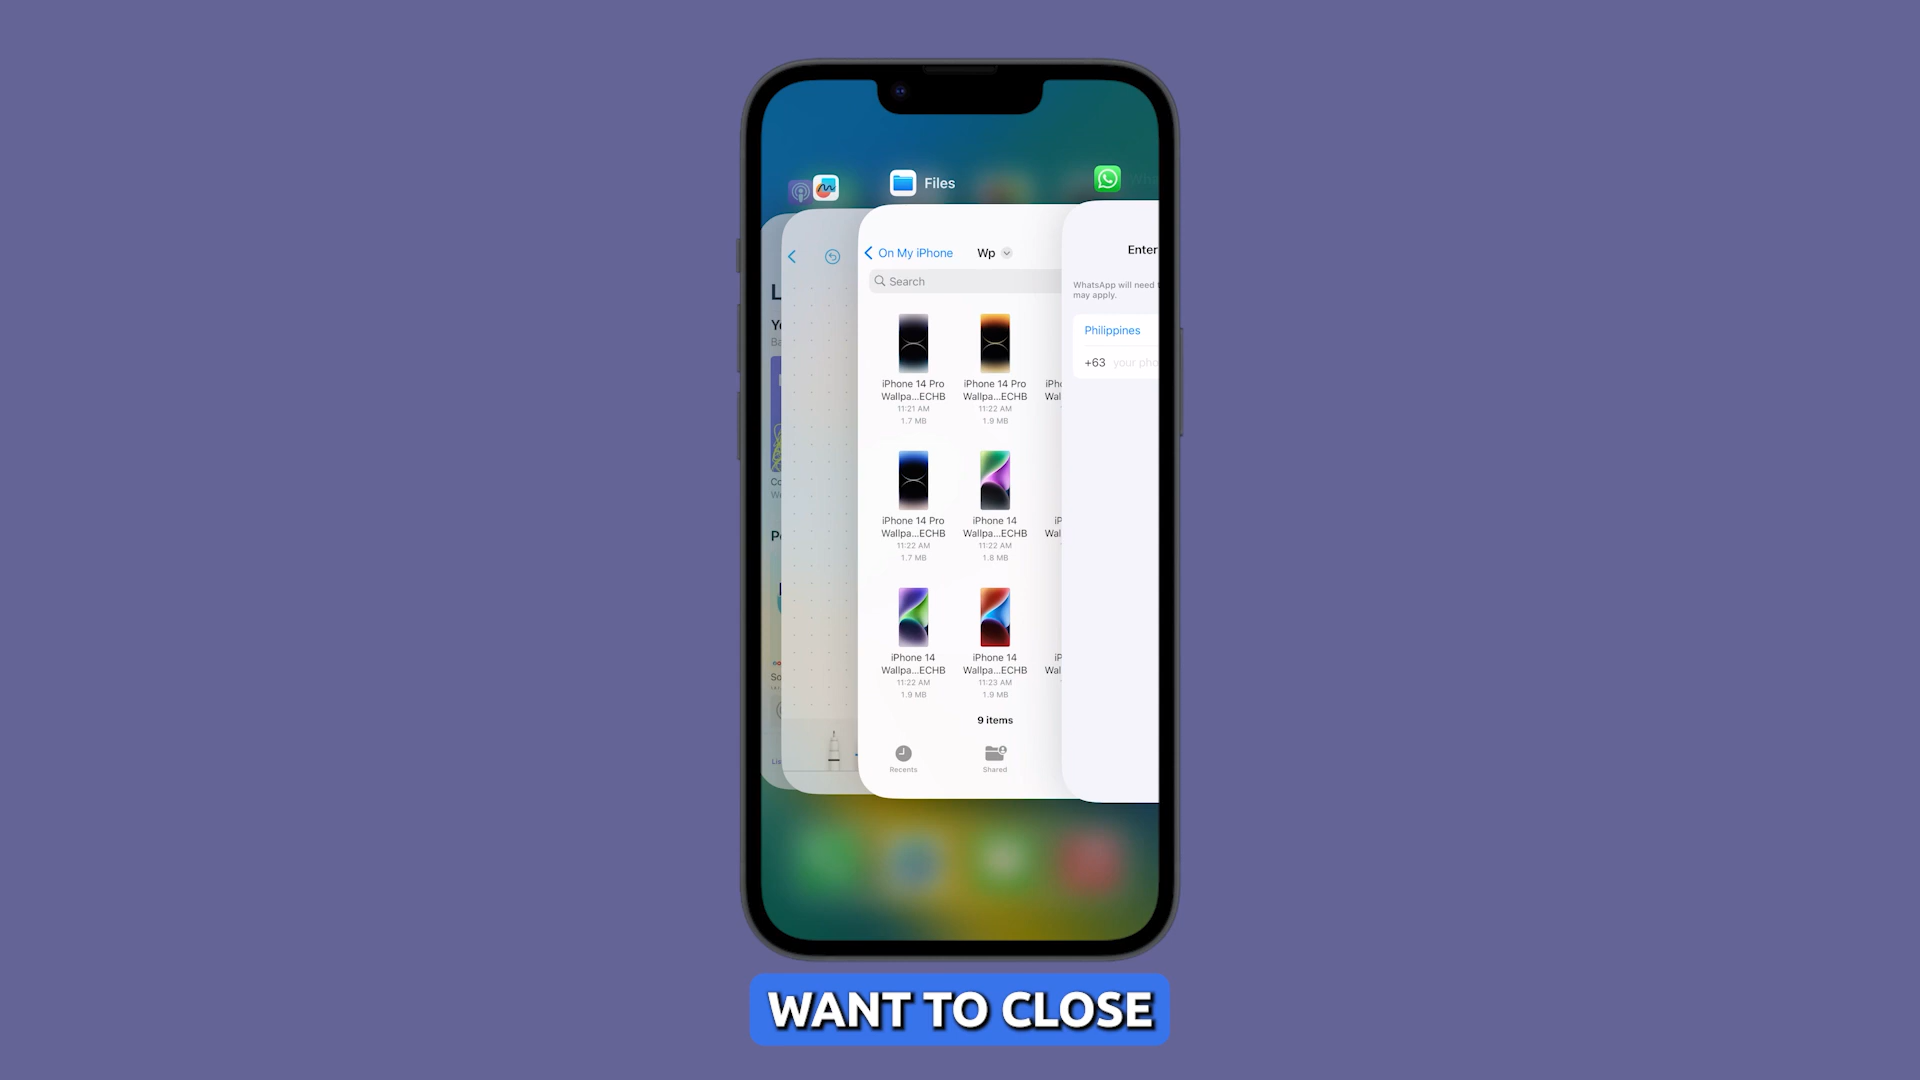 Files
On My iPhone
Wp
Search
iPhone 14 Pro
Wallpa...ECHB
11:21 AM
1.7 MB
iPhone 14 Pro
Wallpa...ECHB
11:22 AM
1.9 MB
iPhone 14 Pro
Wallpa...ECHB
11:22 AM
1.7 MB
iPhone 14
Wallpa...ECHB
11:22 AM
1.8 MB
iPhone 14
Wallpa...ECHB
11:22 AM
1.9 MB
iPhone 14
Wallpa...ECHB
11:23 AM
1.9 MB
9 items
Recents
Shared
Enter
WhatsApp will need
may apply.
Philippines
+63 your pho
WANT TO CLOSE